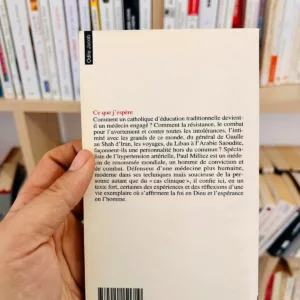 Odile Jacob
Ce que j'espère
Comment un catholique d'éducation traditionnelle devient-
il un médecin engagé ? Comment la résistance, le combat
pour l'avortement et contre toutes les intolérances, l'inti-
mité avec les grands de ce monde, du général de Gaulle
au Shah d'Iran, les voyages, du Liban à l'Arabie Saoudite,
façonnent-ils une personnalité hors du commun ? Spécia-
liste de l'hypertension artérielle, Paul Milliez est un méde-
cin de renommée mondiale, un homme de conviction et
de combat. Défenseur d'une médecine plus humaine,
moderne dans ses techniques mais soucieuse de la per-
sonne autant que du « cas clinique », il confie ici, en un
texte fort, certaines des expériences et des réflexions d'une
vie exemplaire où s'affirment la foi en Dieu et l'espérance
en l'homme.